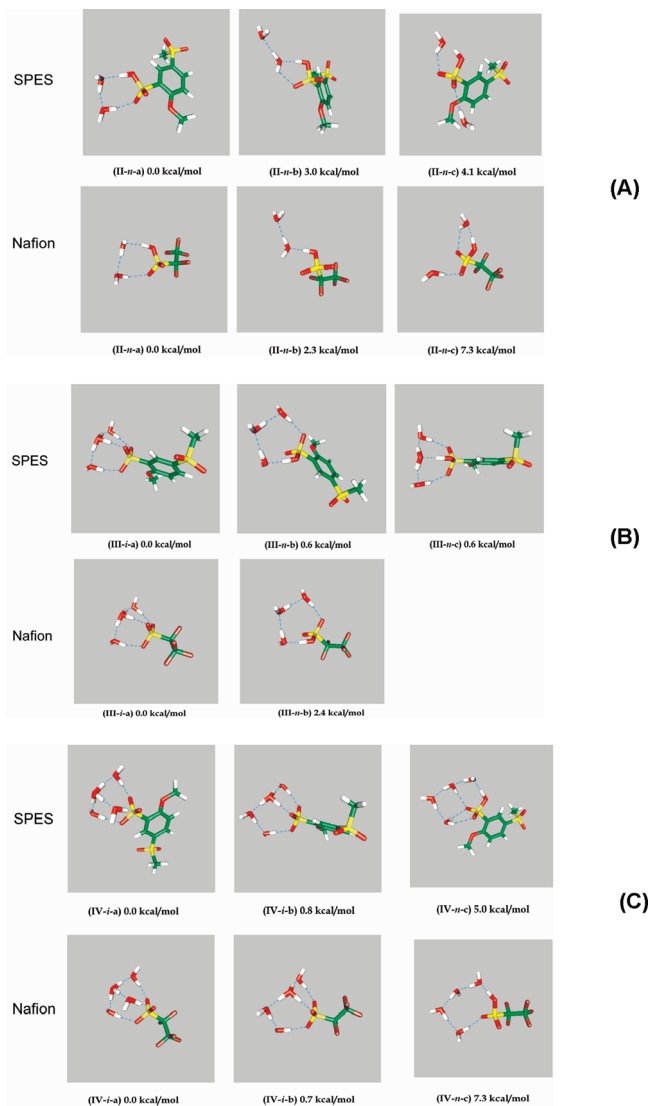 SPES
(II-n-a) 0.0 kcal/mol
(II-n-b) 3.0 kcal/mol
(II-n-c) 4.1 kcal/mol
(A)
Nafion
(II-n-a) 0.0 kcal/mol
(II-n-b) 2.3 kcal/mol
(II-n-c) 7.3 kcal/mol
SPES
(III-i-a) 0.0 kcal/mol
(III-n-b) 0.6 kcal/mol
(III-n-c) 0.6 kcal/mol
(B)
Nafion
(III-i-a) 0.0 kcal/mol
(III-n-b) 2.4 kcal/mol
SPES
(IV-i-a) 0.0 kcal/mol
(IV-i-b) 0.8 kcal/mol
(IV-n-c) 5.0 kcal/mol
(C)
Nafion
(IV-i-a) 0.0 kcal/mol
(IV-i-b) 0.7 kcal/mol
(IV-n-c) 7.3 kcal/mol